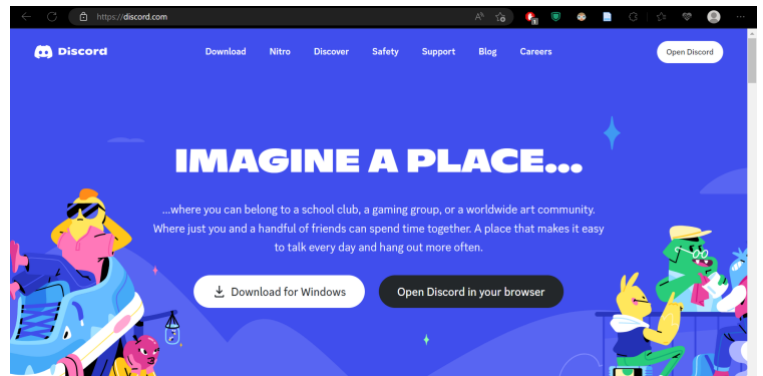 https://discord.com
Discord
Download Nitro Discover Safety Support Blog Careers
Open Discord
IMAGINE A PLACE...
...where you can belong to a school club, a gaming group, or a worldwide art community.
Where just you and a handful of friends can spend time together. A place that makes it easy
to talk every day and hang out more often.
Download for Windows
Open Discord in your browser